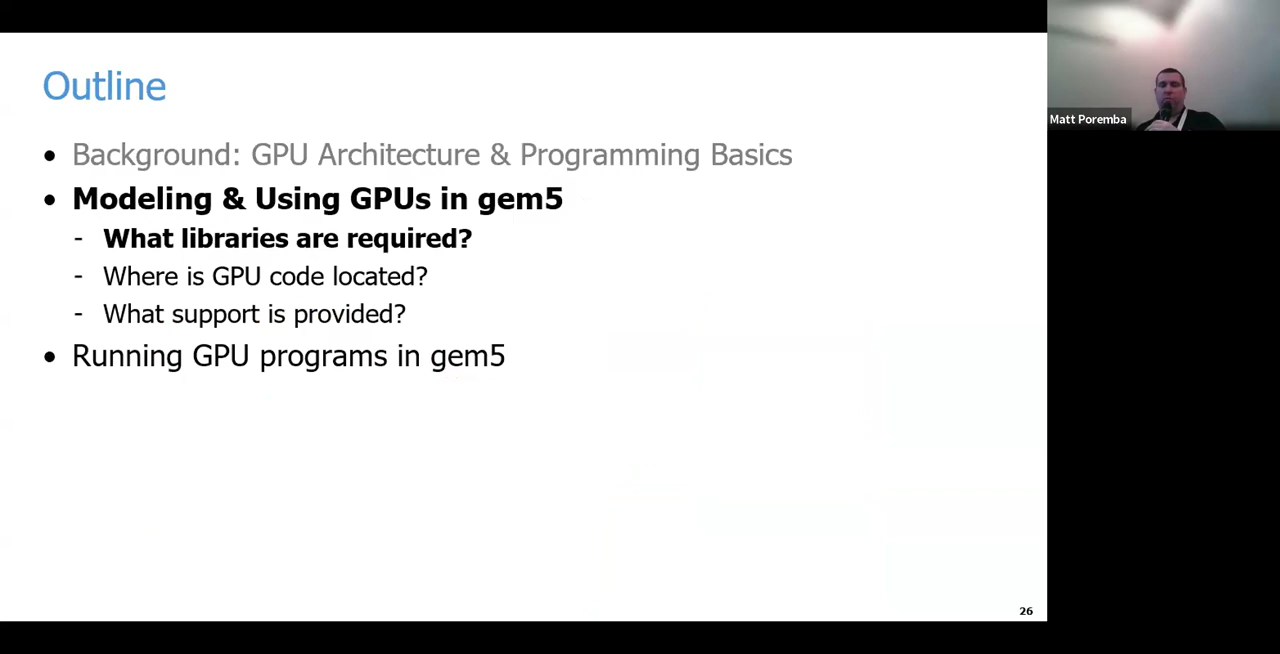 Outline
• Background: GPU Architecture & Programming Basics
• Modeling & Using GPUs in gem5
- What libraries are required?
- Where is GPU code located?
- What support is provided?
• Running GPU programs in gem5
26
Matt Poremba